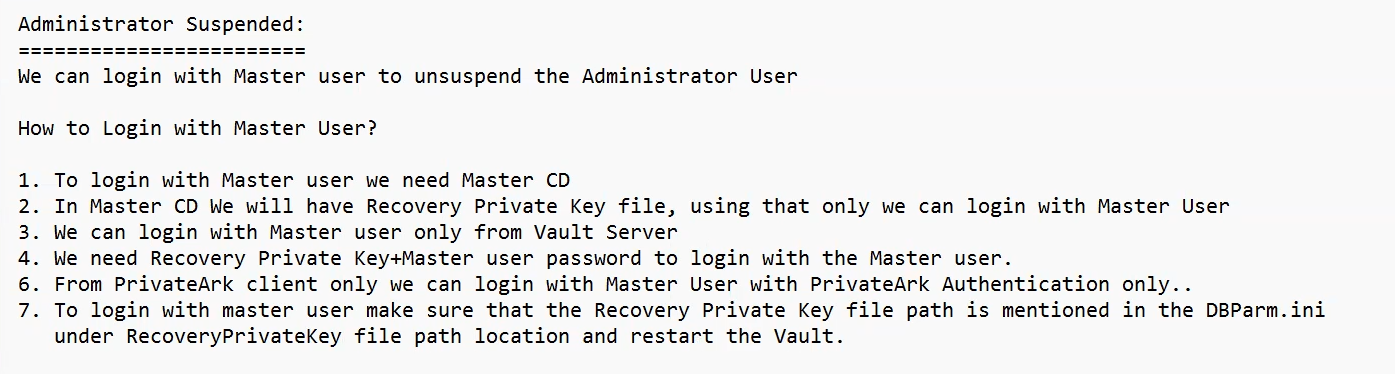 Administrator Suspended:
========================
We can login with Master user to unsuspend the Administrator User
How to Login with Master User?
1. To login with Master user we need Master CD
2. In Master CD We will have Recovery Private Key file, using that only we can login with Master User
3. We can login with Master user only from Vault Server
4. We need Recovery Private Key+Master user password to login with the Master user.
6. From PrivateArk client only we can login with Master User with PrivateArk Authentication only..
7. To login with master user make sure that the Recovery Private Key file path is mentioned in the DBParm.ini
under RecoveryPrivateKey file path location and restart the Vault.